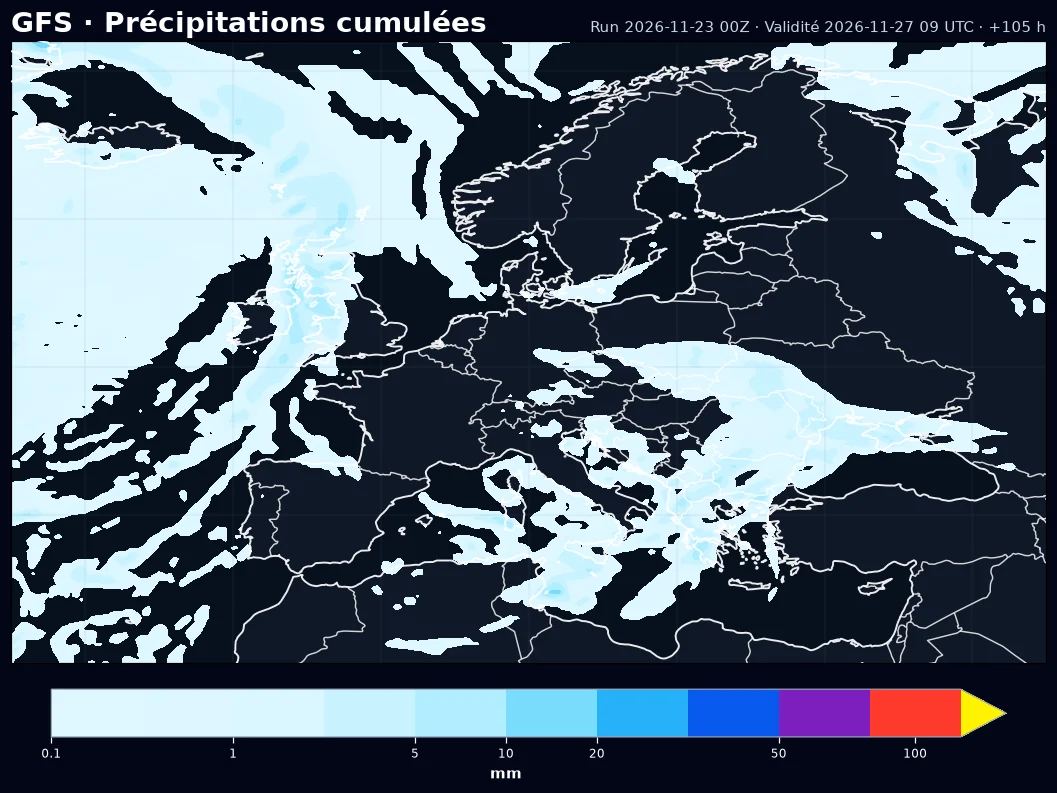 GFS · Précipitations cumulées
Run 2026-11-23 00Z · Validité 2026-11-27 09 UTC · +105 h
0.1 1 5 10 20 50 100
mm